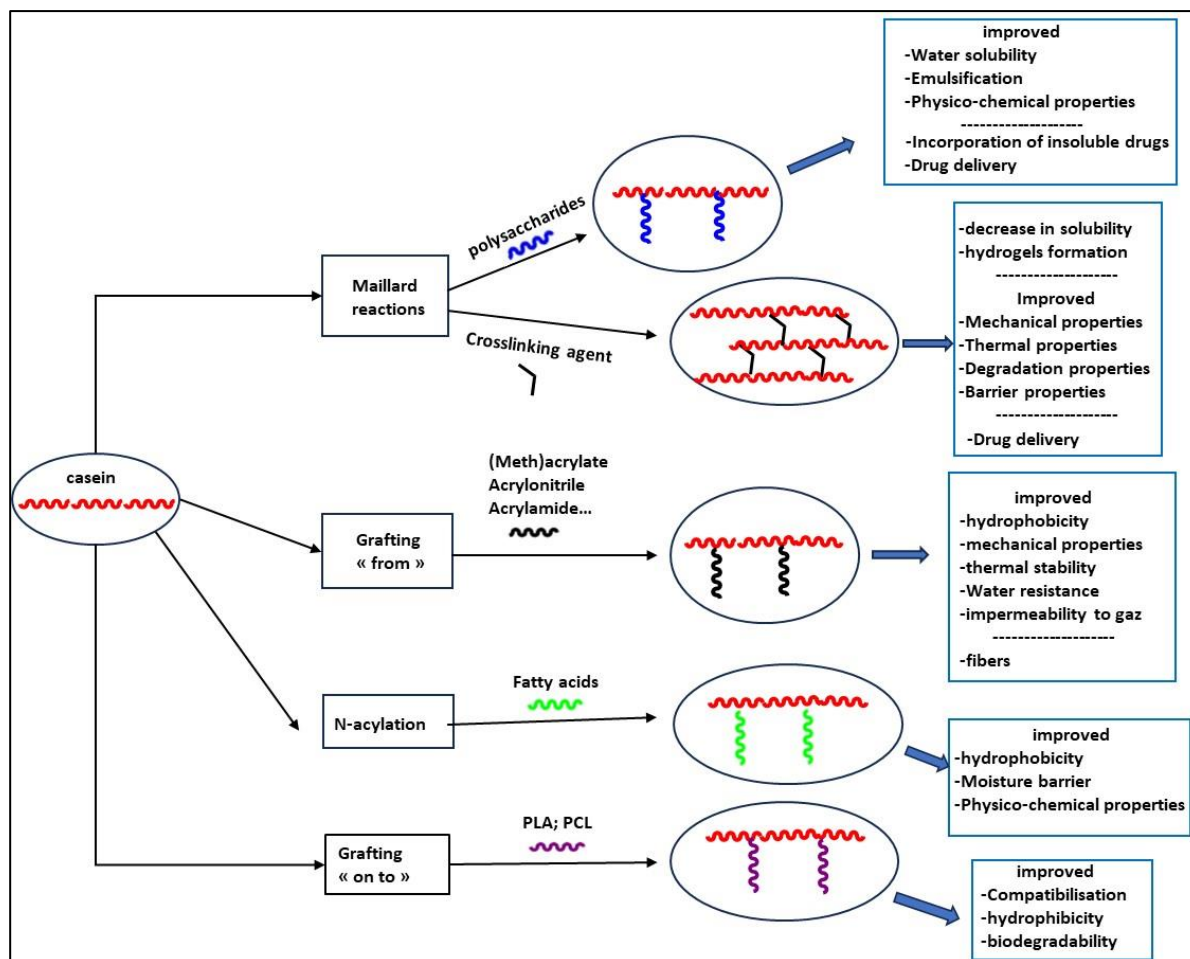 casein
Maillard
reactions
polysaccharides
Crosslinking agent
improved
-Water solubility
-Emulsification
-Physico-chemical properties
--------------------
-Incorporation of insoluble drugs
-Drug delivery
-decrease in solubility
-hydrogels formation
--------------------
Improved
-Mechanical properties
-Thermal properties
-Degradation properties
-Barrier properties
--------------------
-Drug delivery
Grafting
« from »
(Meth)acrylate
Acrylonitrile
Acrylamide...
improved
-hydrophobicity
-mechanical properties
-thermal stability
-Water resistance
-impermeability to gaz
--------------------
-fibers
N-acylation
Fatty acids
improved
-hydrophobicity
-Moisture barrier
-Physico-chemical properties
Grafting
« on to »
PLA; PCL
improved
-Compatibilisation
-hydrophibicity
-biodegradability